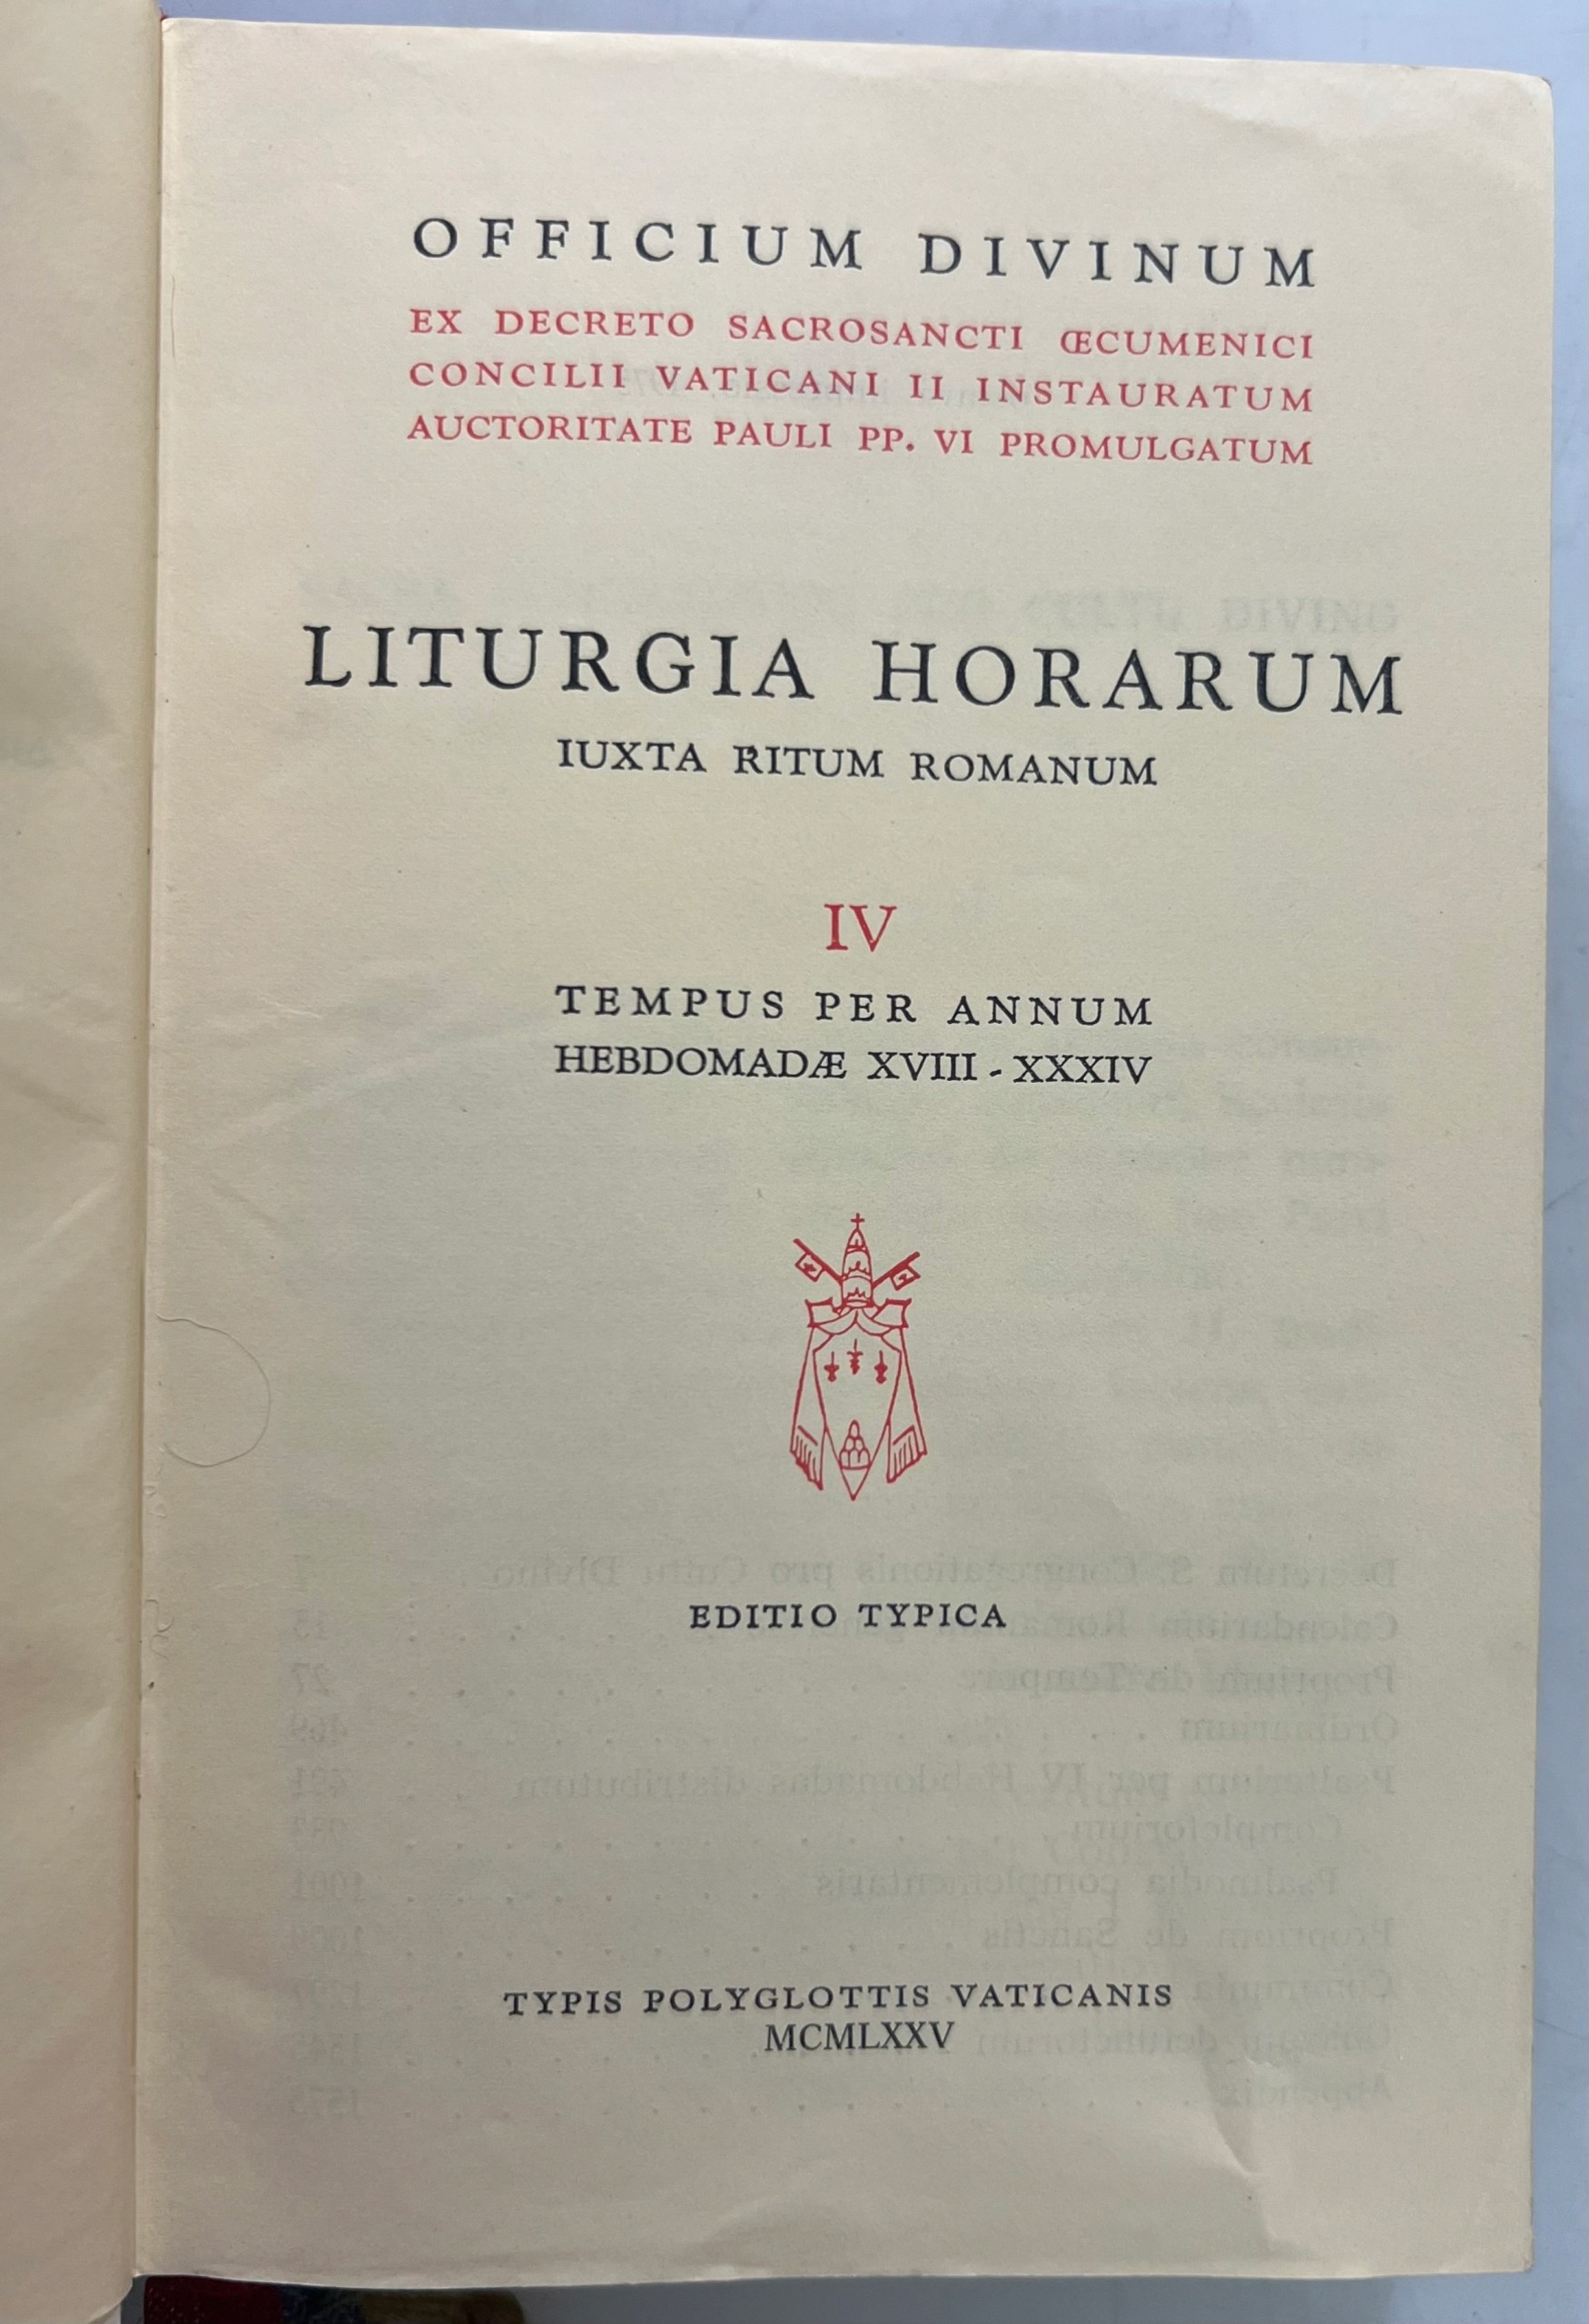 OFFICIUM DIVINUM
EX DECRETO SACROSANCTI ŒCUMENICI
CONCILII VATICANI II INSTAURATUM
AUCTORITATE PAULI PP. VI PROMULGATUM
LITURGIA HORARUM
IUXTA RITUM ROMANUM
IV
TEMPUS PER ANNUM
HEBDOMADÆ XVIII - XXXIV
EDITIO TYPICA
TYPIS POLYGLOTTIS VATICANIS
MCMLXXV